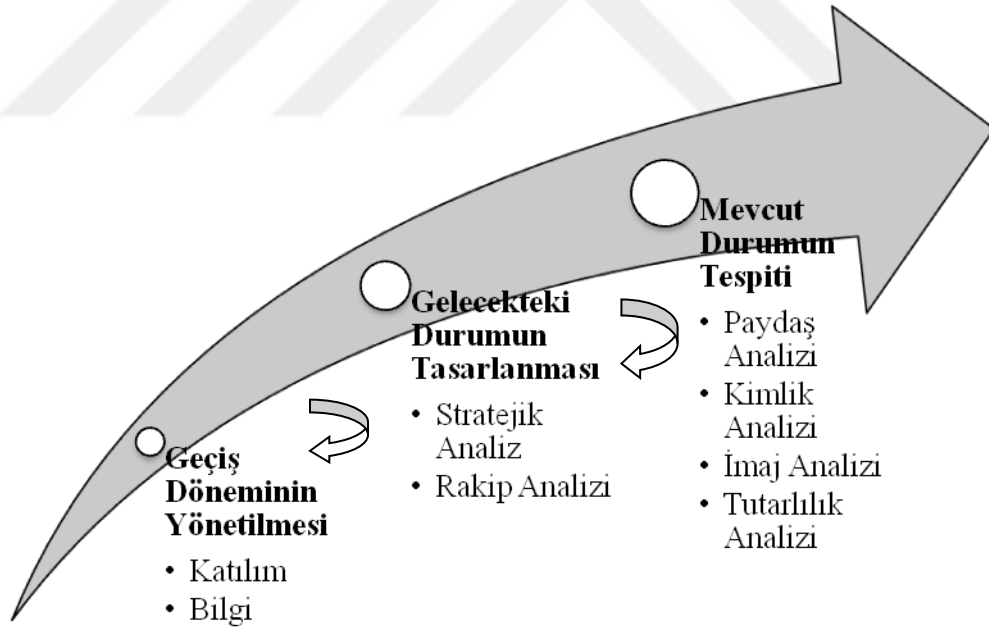 Mevcut
Durumun
Tespiti
• Paydaş
Analizi
• Kimlik
Analizi
• İmaj Analizi
• Tutarlılık
Analizi
Gelecekteki
Durumun
Tasarlanması
• Stratejik
Analiz
• Rakip Analizi
Geçiş
Döneminin
Yönetilmesi
• Katılım
• Bilgi